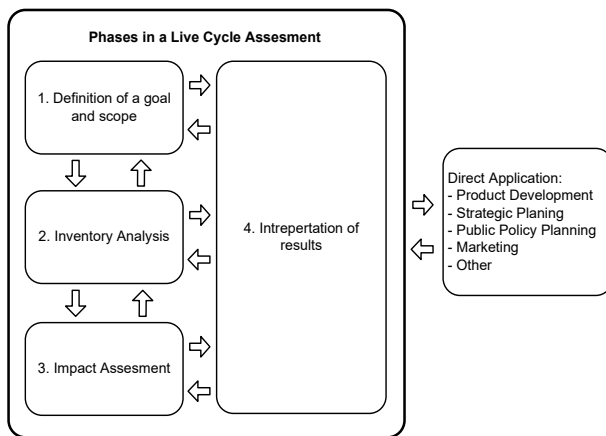 Phases in a Live Cycle Assesment
1. Definition of a goal
and scope
2. Inventory Analysis
3. Impact Assesment
4. Intrepertation of
results
Direct Application:
- Product Development
- Strategic Planing
- Public Policy Planning
- Marketing
- Other